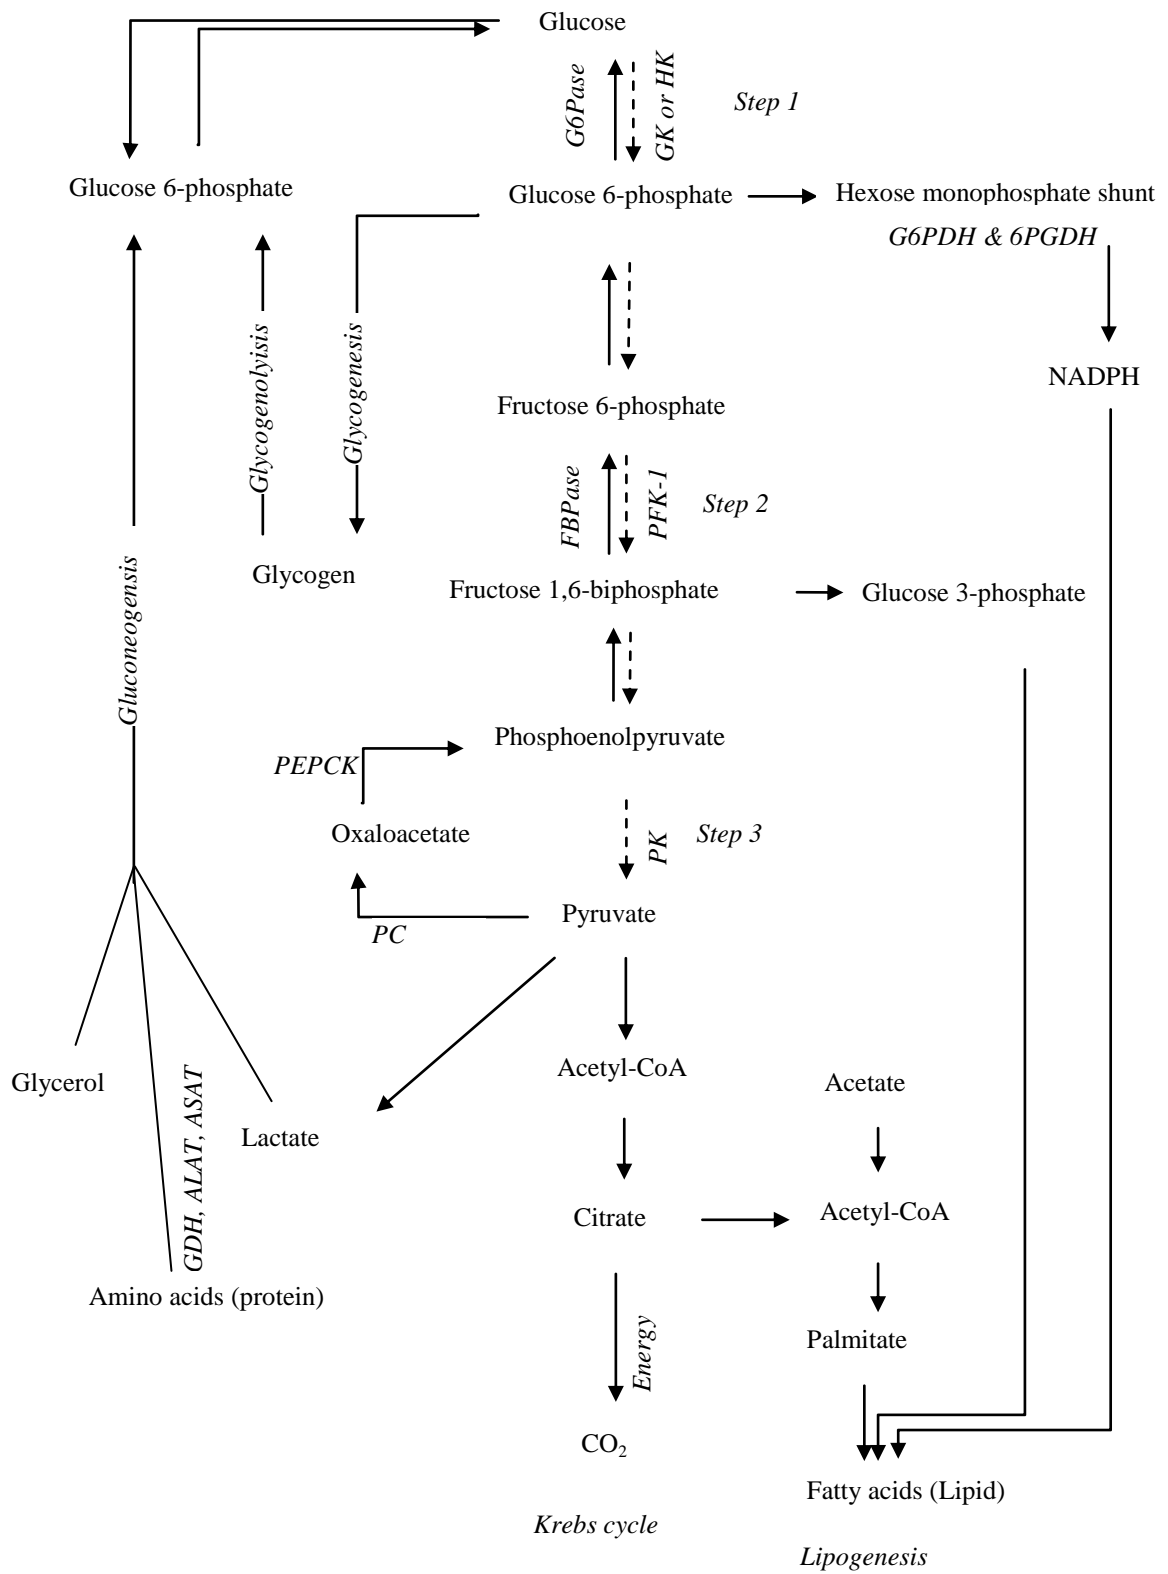 Glucose
G6Pase
GK or HK
Step 1
Glucose 6-phosphate
Glucose 6-phosphate
Hexose monophosphate shunt
G6PDH & 6PGDH
NADPH
Glycogenolyisis
Glycogenesis
Fructose 6-phosphate
FBPase
PFK-1
Step 2
Glycogen
Fructose 1,6-biphosphate
Glucose 3-phosphate
Gluconeogensis
Phosphoenolpyruvate
PEPCK
Oxaloacetate
PK
Step 3
Pyruvate
PC
Acetyl-CoA
Acetate
Glycerol
GDH, ALAT, ASAT
Lactate
Citrate
Acetyl-CoA
Amino acids (protein)
Energy
Palmitate
CO₂
Fatty acids (Lipid)
Krebs cycle
Lipogenesis